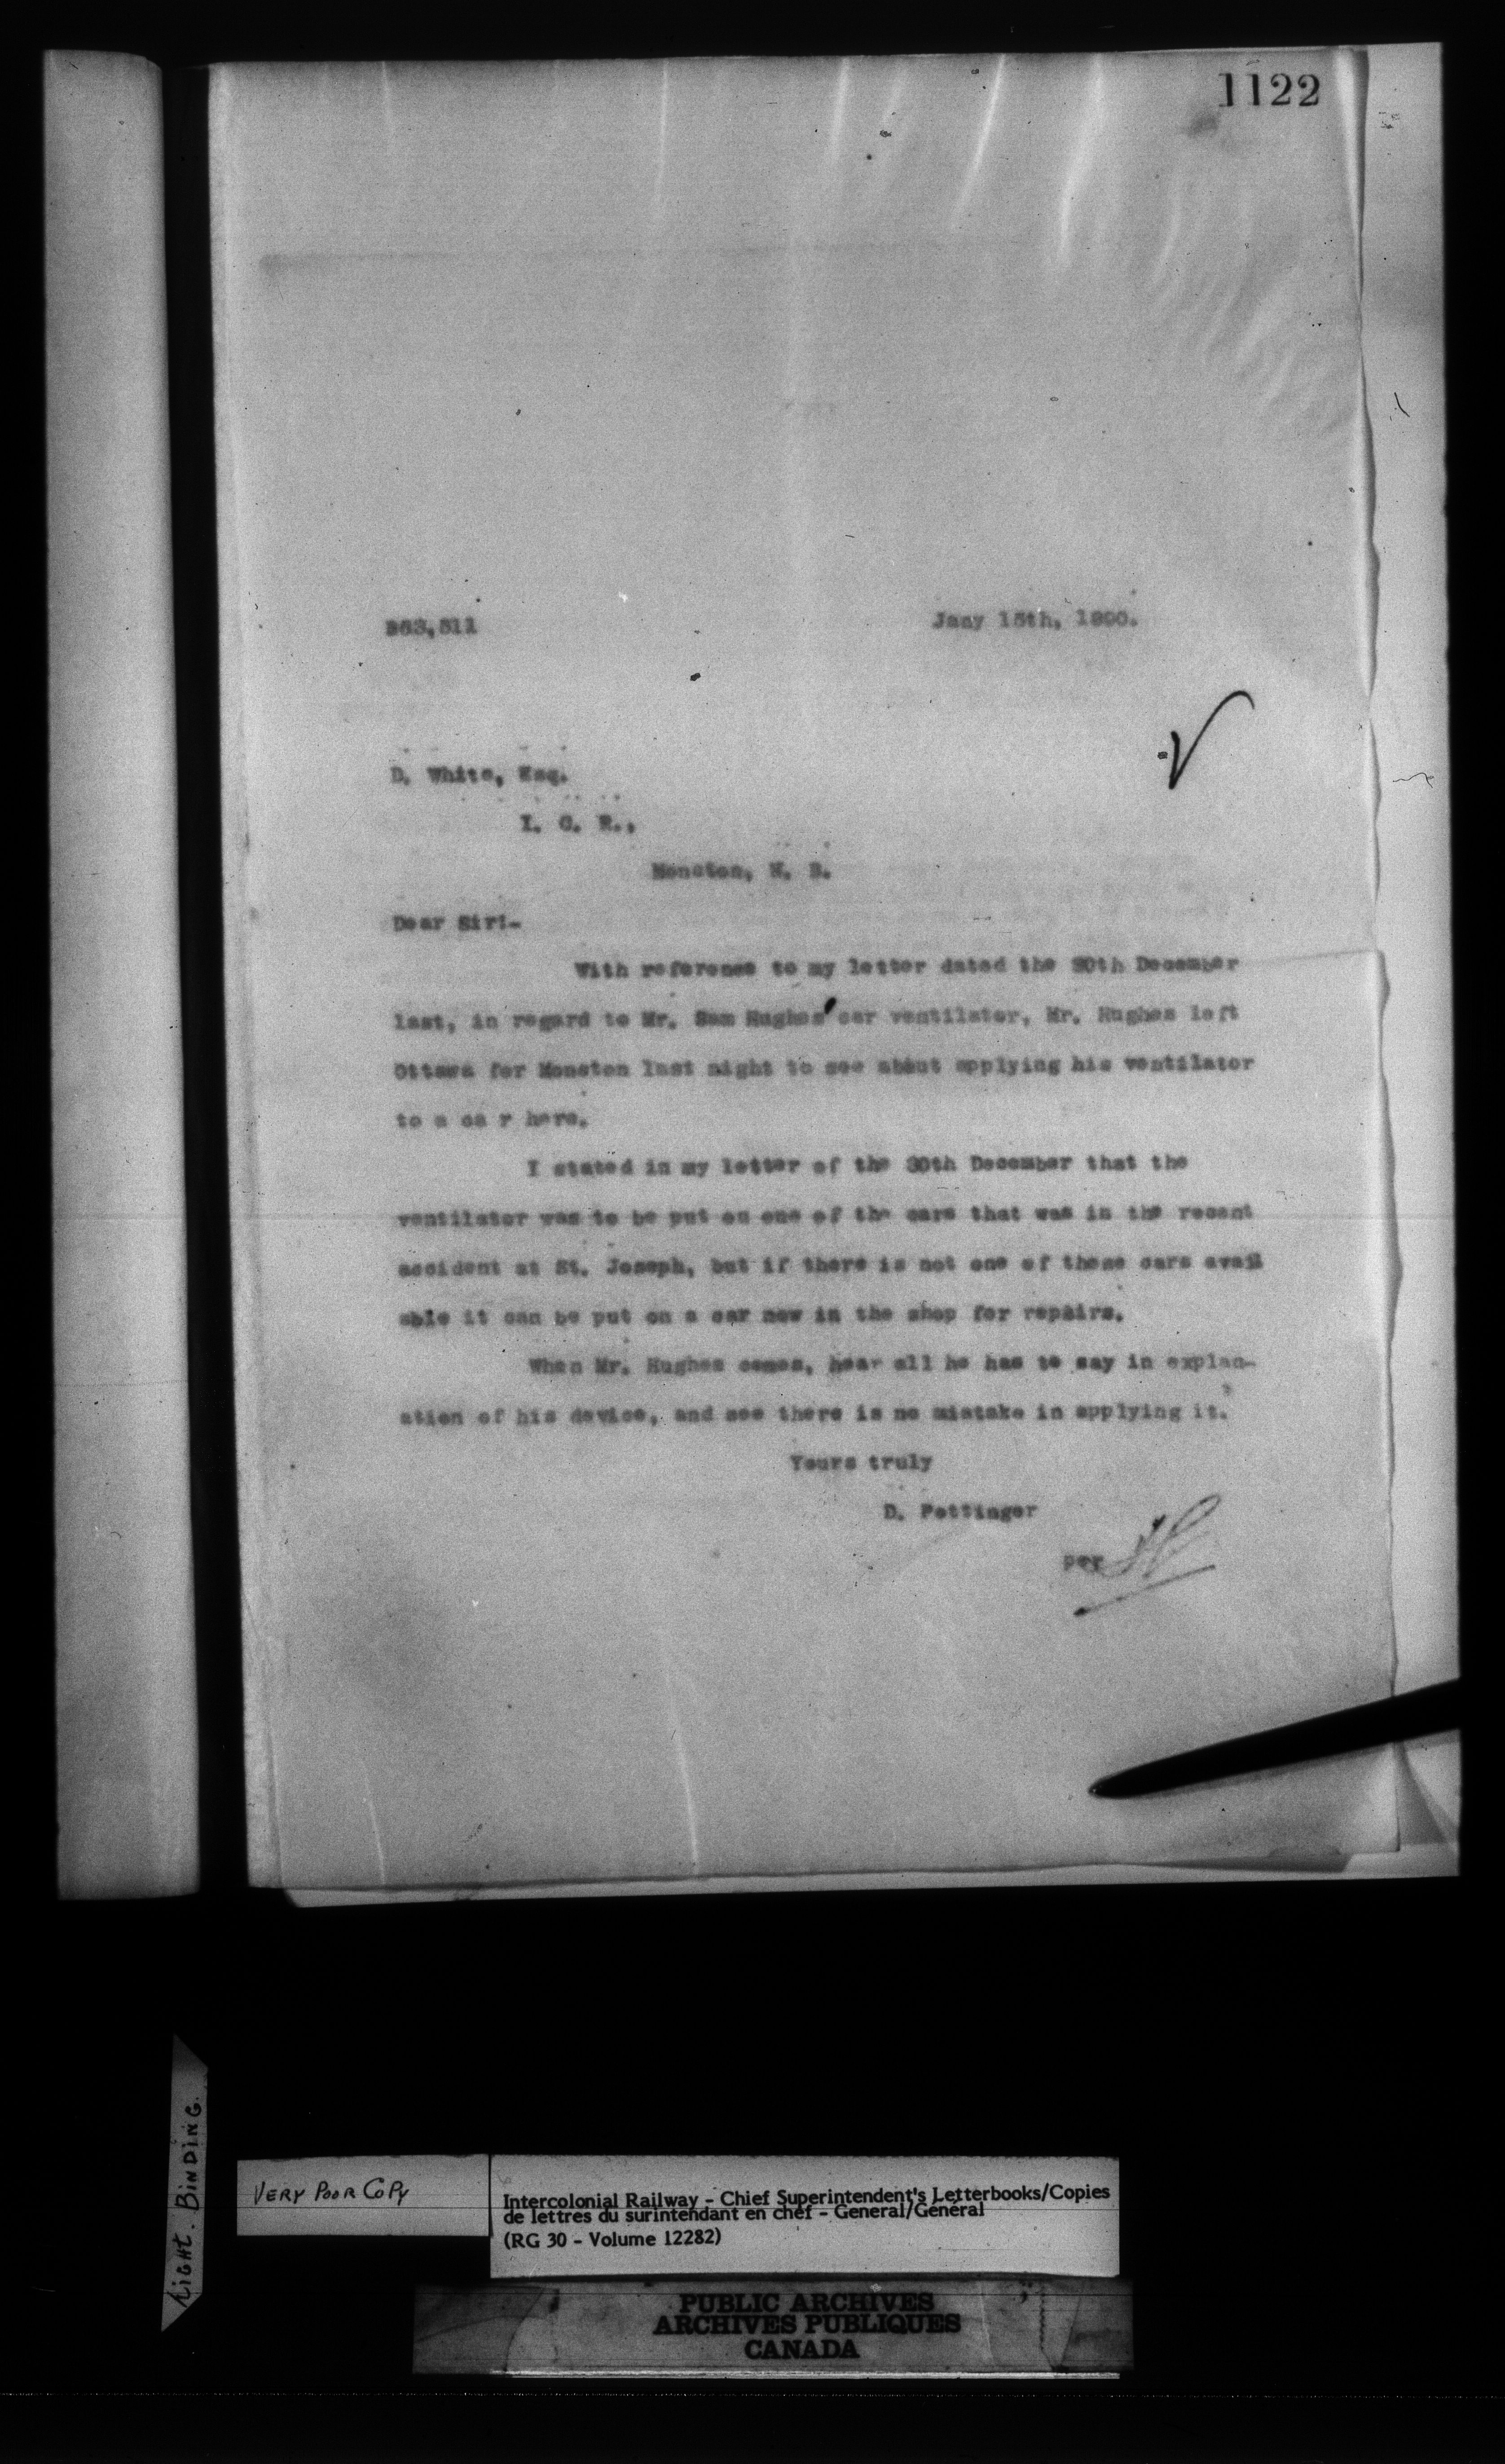 1122
Jany 15th, 1890.
D. White, Esq.
I. C. R.,
Moncton, N. B.
Dear Sir:-
With reference to my letter dated the 30th December
last, in regard to Mr. Sam Hughes' car ventilator, Mr. Hughes left
Ottawa for Moncton last night to see about applying his ventilator
to a ca r here.
I stated in my letter of the 30th December that the
ventilator was to be put on one of the cars that was in the recent
accident at St. Joseph, but if there is not one of these cars avail
able it can be put on a car now in the shop for repairs.
When Mr. Hughes comes, hear all he has to say in explan-
ation of his device, and see there is no mistake in applying it.
Yours truly
D. Pottinger
per
VERY POOR COPY
TIGHT. BINDING.
Intercolonial Railway - Chief Superintendent's Letterbooks/Copies
de lettres du surintendant en chef - General/Général
(RG 30 - Volume 12282)
PUBLIC ARCHIVES
ARCHIVES PUBLIQUES
CANADA